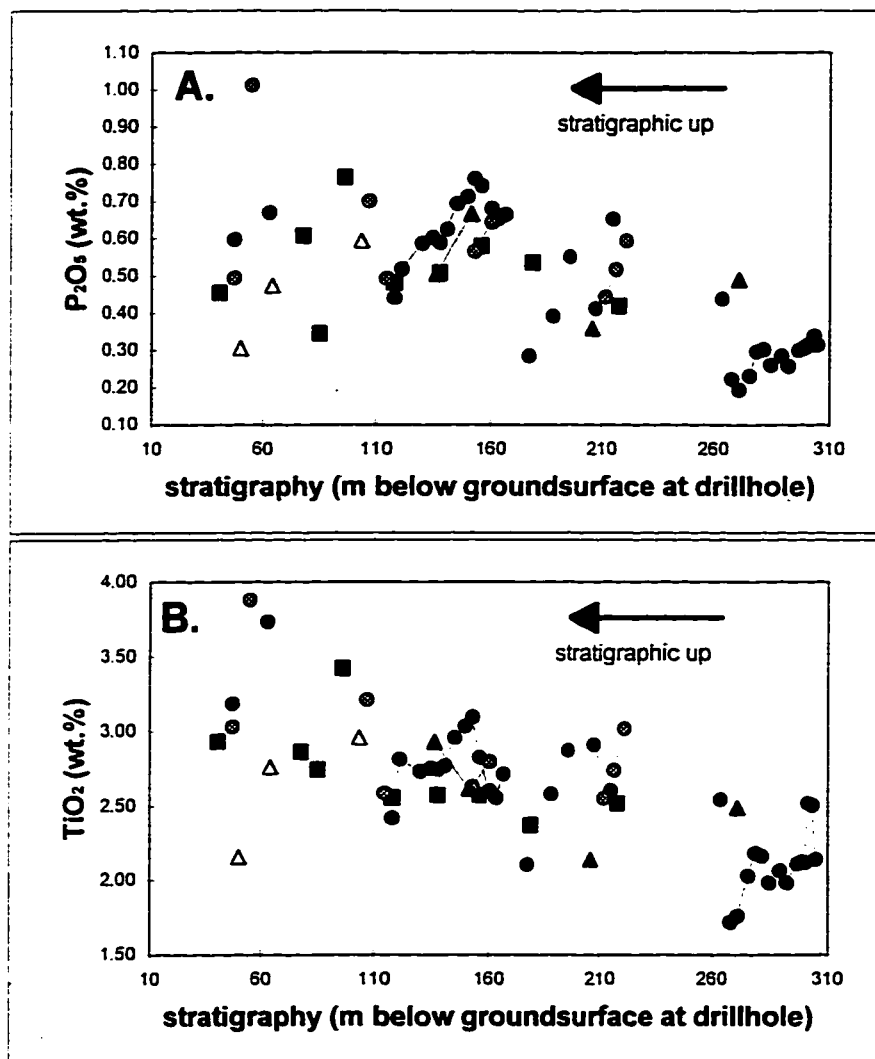 A.
stratigraphic up
P₂O₅ (wt.%)
1.10
1.00
0.90
0.80
0.70
0.60
0.50
0.40
0.30
0.20
0.10
10 60 110 160 210 260 310
stratigraphy (m below groundsurface at drillhole)
B.
stratigraphic up
TiO₂ (wt.%)
4.00
3.50
3.00
2.50
2.00
1.50
10 60 110 160 210 260 310
stratigraphy (m below groundsurface at drillhole)